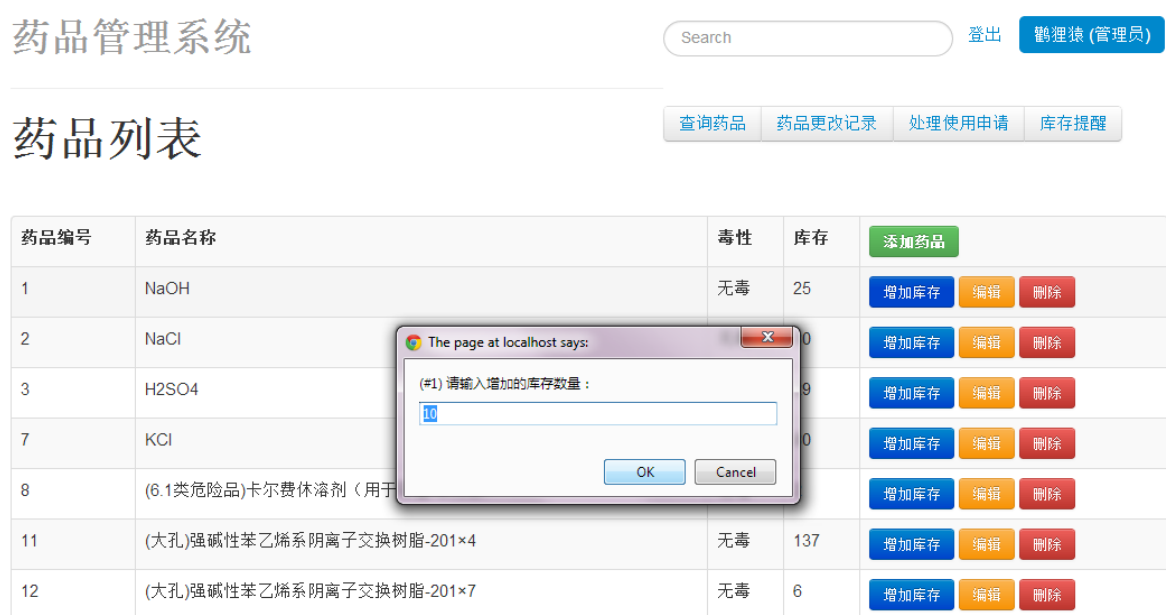 药品管理系统
Search
登出
鹳狸猿 (管理员)
药品列表
查询药品
药品更改记录
处理使用申请
库存提醒
药品编号 药品名称 毒性 库存 添加药品
1 NaOH 无毒 25 增加库存 编辑 删除
2 NaCl 0 增加库存 编辑 删除
3 H2SO4 9 增加库存 编辑 删除
7 KCl 0 增加库存 编辑 删除
8 (6.1类危险品)卡尔费休溶剂（用于 增加库存 编辑 删除
11 (大孔)强碱性苯乙烯系阴离子交换树脂-201×4 无毒 137 增加库存 编辑 删除
12 (大孔)强碱性苯乙烯系阴离子交换树脂-201×7 无毒 6 增加库存 编辑 删除
The page at localhost says:
(#1) 请输入增加的库存数量：
10
OK
Cancel